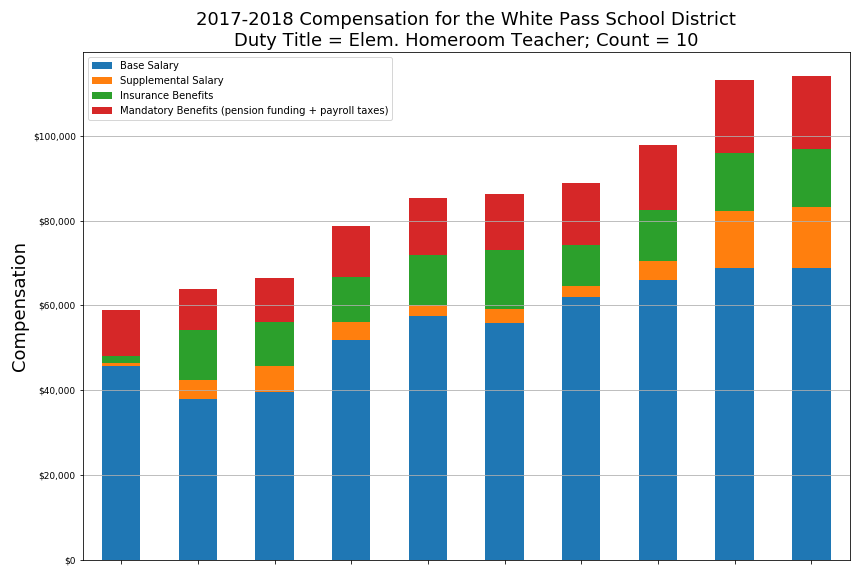 2017-2018 Compensation for the White Pass School District
Duty Title = Elem. Homeroom Teacher; Count = 10
Base Salary
Supplemental Salary
Insurance Benefits
Mandatory Benefits (pension funding + payroll taxes)
$100,000
$80,000
$60,000
$40,000
$20,000
$0
Compensation